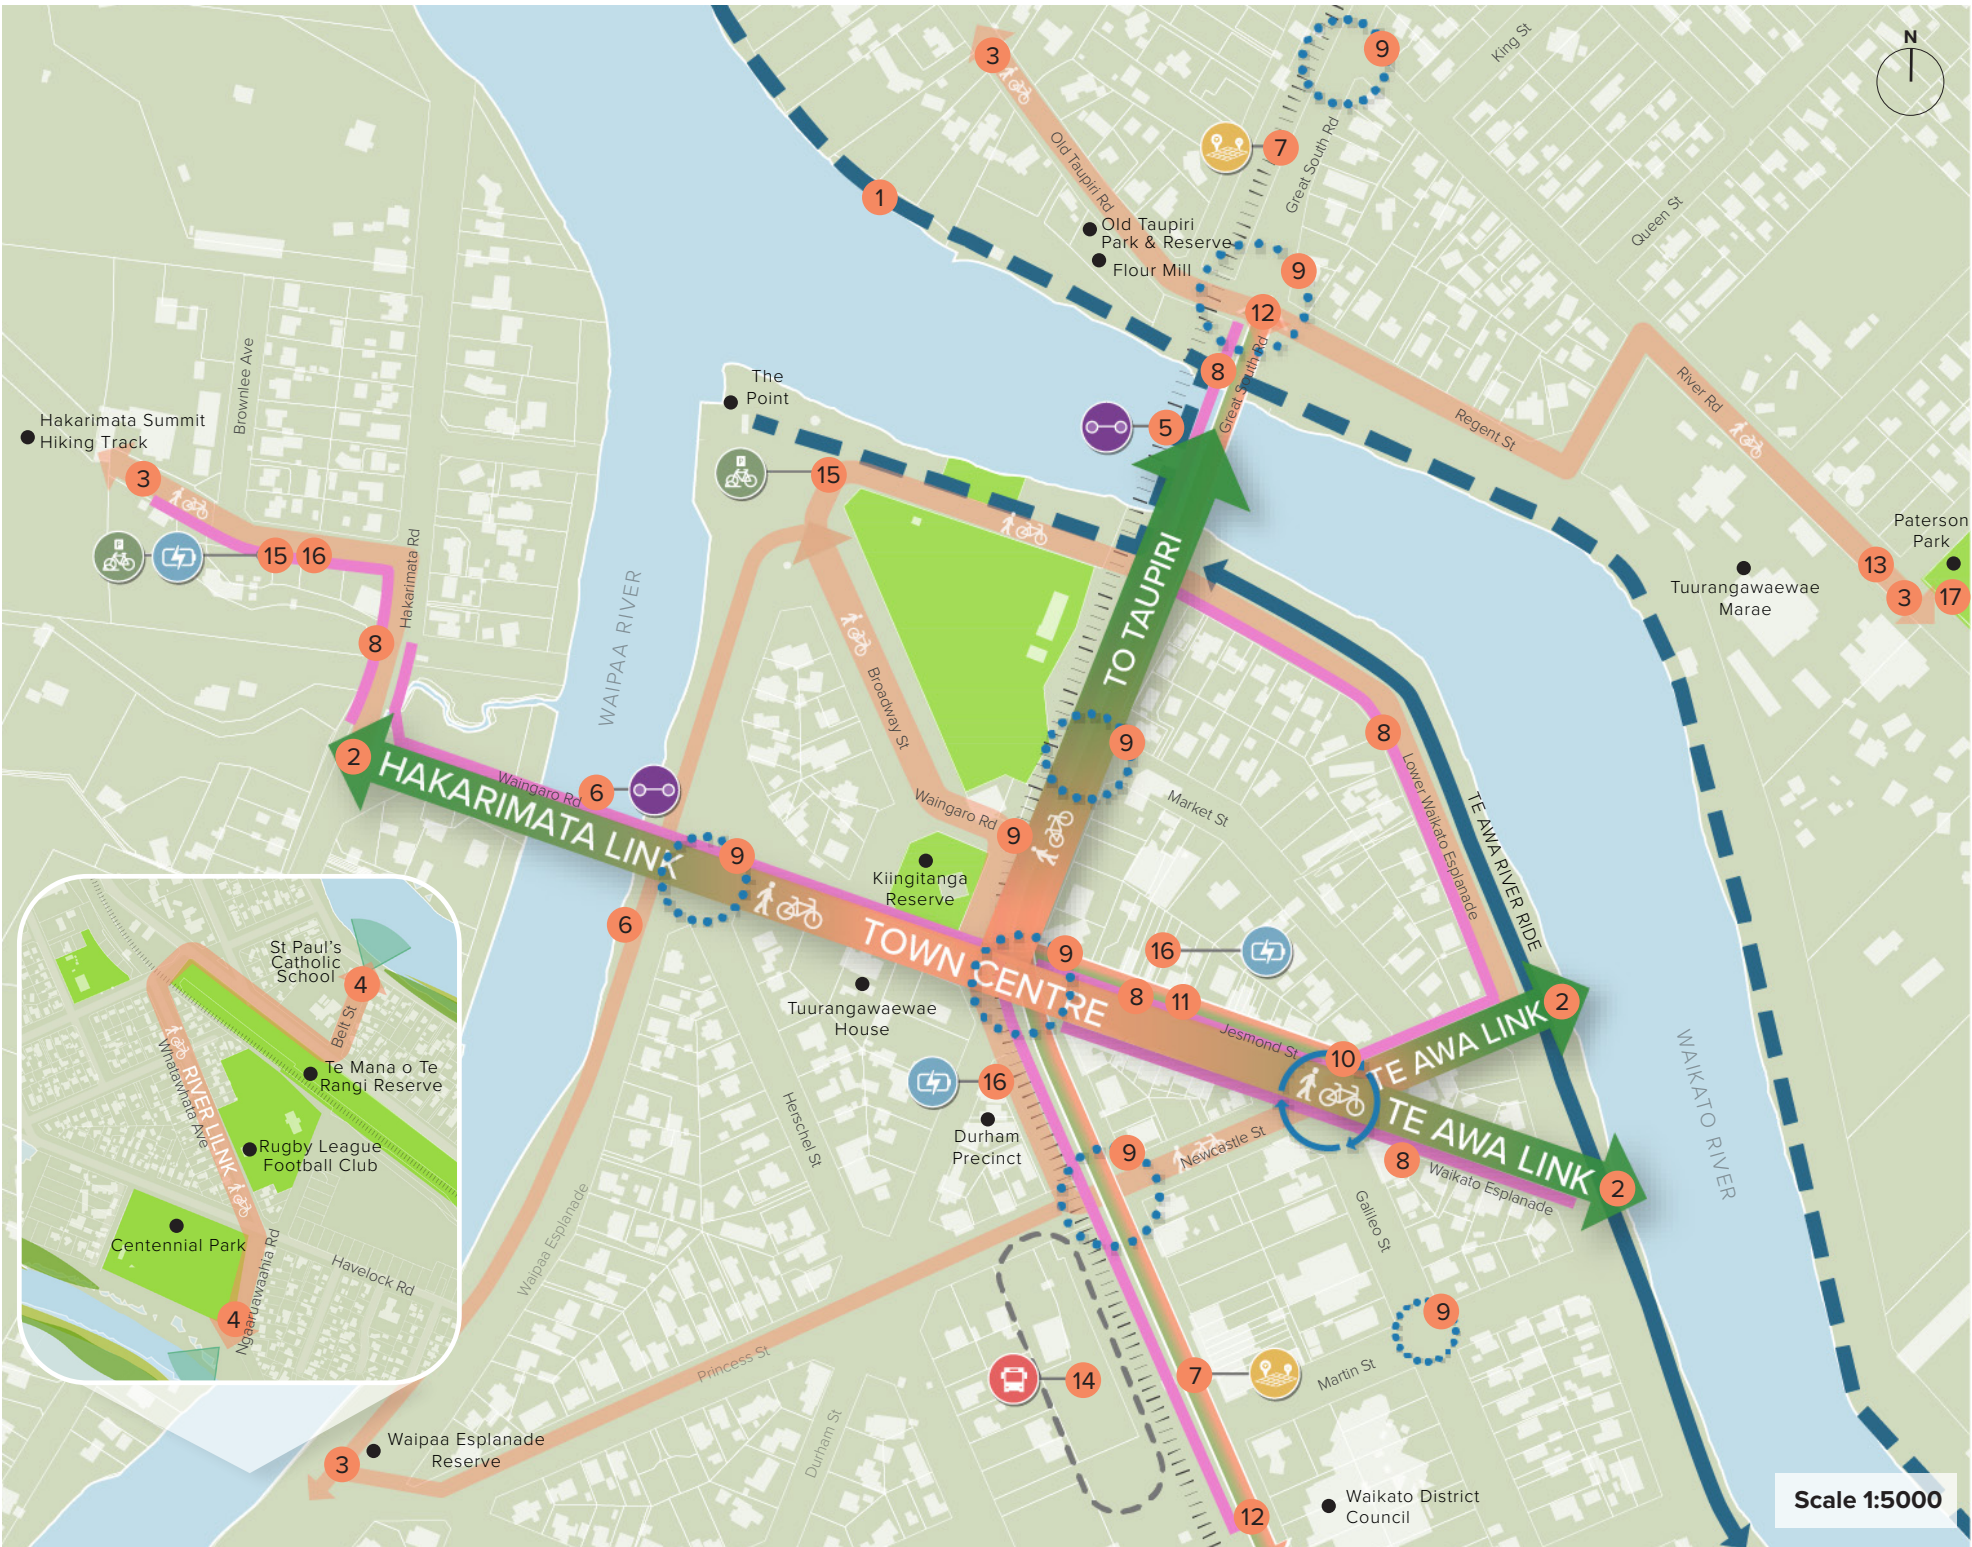 3
9
King St
N
7
Old Taupiri Rd
Great South Rd
1
Queen St
Old Taupiri
Park & Reserve
Flour Mill
9
12
8
Great South Rd
The
Point
Brownlee Ave
Hakarimata Summit
Hiking Track
5
Regent St
River Rd
3
P
15
P
15
16
Hakarimata Rd
WAIPAA RIVER
TO TAUPIRI
Paterson
Park
13
3
17
Tuurangawaewae
Marae
8
Broadway St
2
HAKARIMATA LINK
Waingaro Rd
6
9
8
Lower Waikato Esplanade
TE AWA RIVER RIDE
Market St
Waingaro Rd
9
9
Kiingitanga
Reserve
6
TOWN CENTRE
9
16
8
11
Jesmond St
10
TE AWA LINK
2
Tuurangawaewae
House
16
Durham
Precinct
Herschel St
9
Newcastle St
TE AWA LINK
2
8
Waikato Esplanade
WAIKATO RIVER
Galileo St
St Paul's
Catholic
School
4
Belt St
Te Mana o Te
Rangi Reserve
Whatawhata Ave
RIVER LILNK
Rugby League
Football Club
Centennial Park
Ngaaruawaahia Rd
Havelock Rd
4
Waipaa Esplanade
Princess St
14
7
Martin St
9
Durham St
3
Waipaa Esplanade
Reserve
12
Waikato District
Council
Scale 1:5000